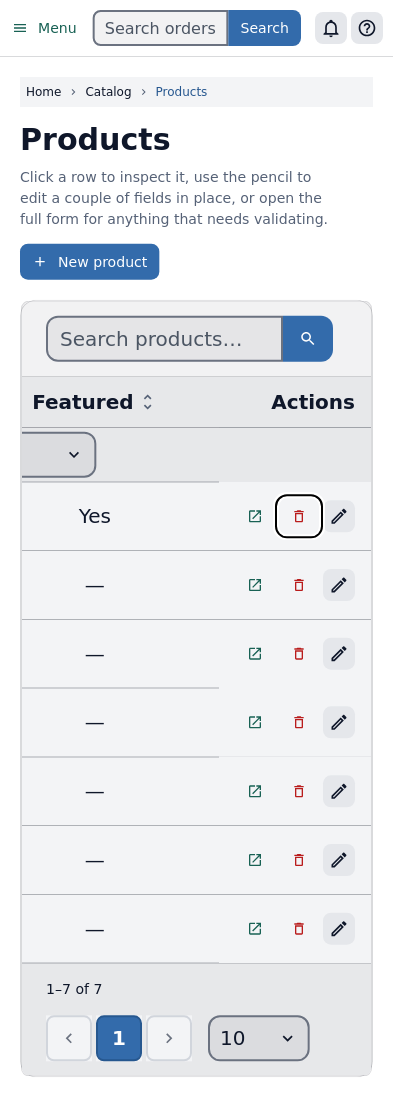 Menu Search orders Search
Home › Catalog › Products
Products
Click a row to inspect it, use the pencil to
edit a couple of fields in place, or open the
full form for anything that needs validating.
+ New product
Search products…
Featured Actions
Yes
—
—
—
—
—
—
1–7 of 7
‹ 1 › 10